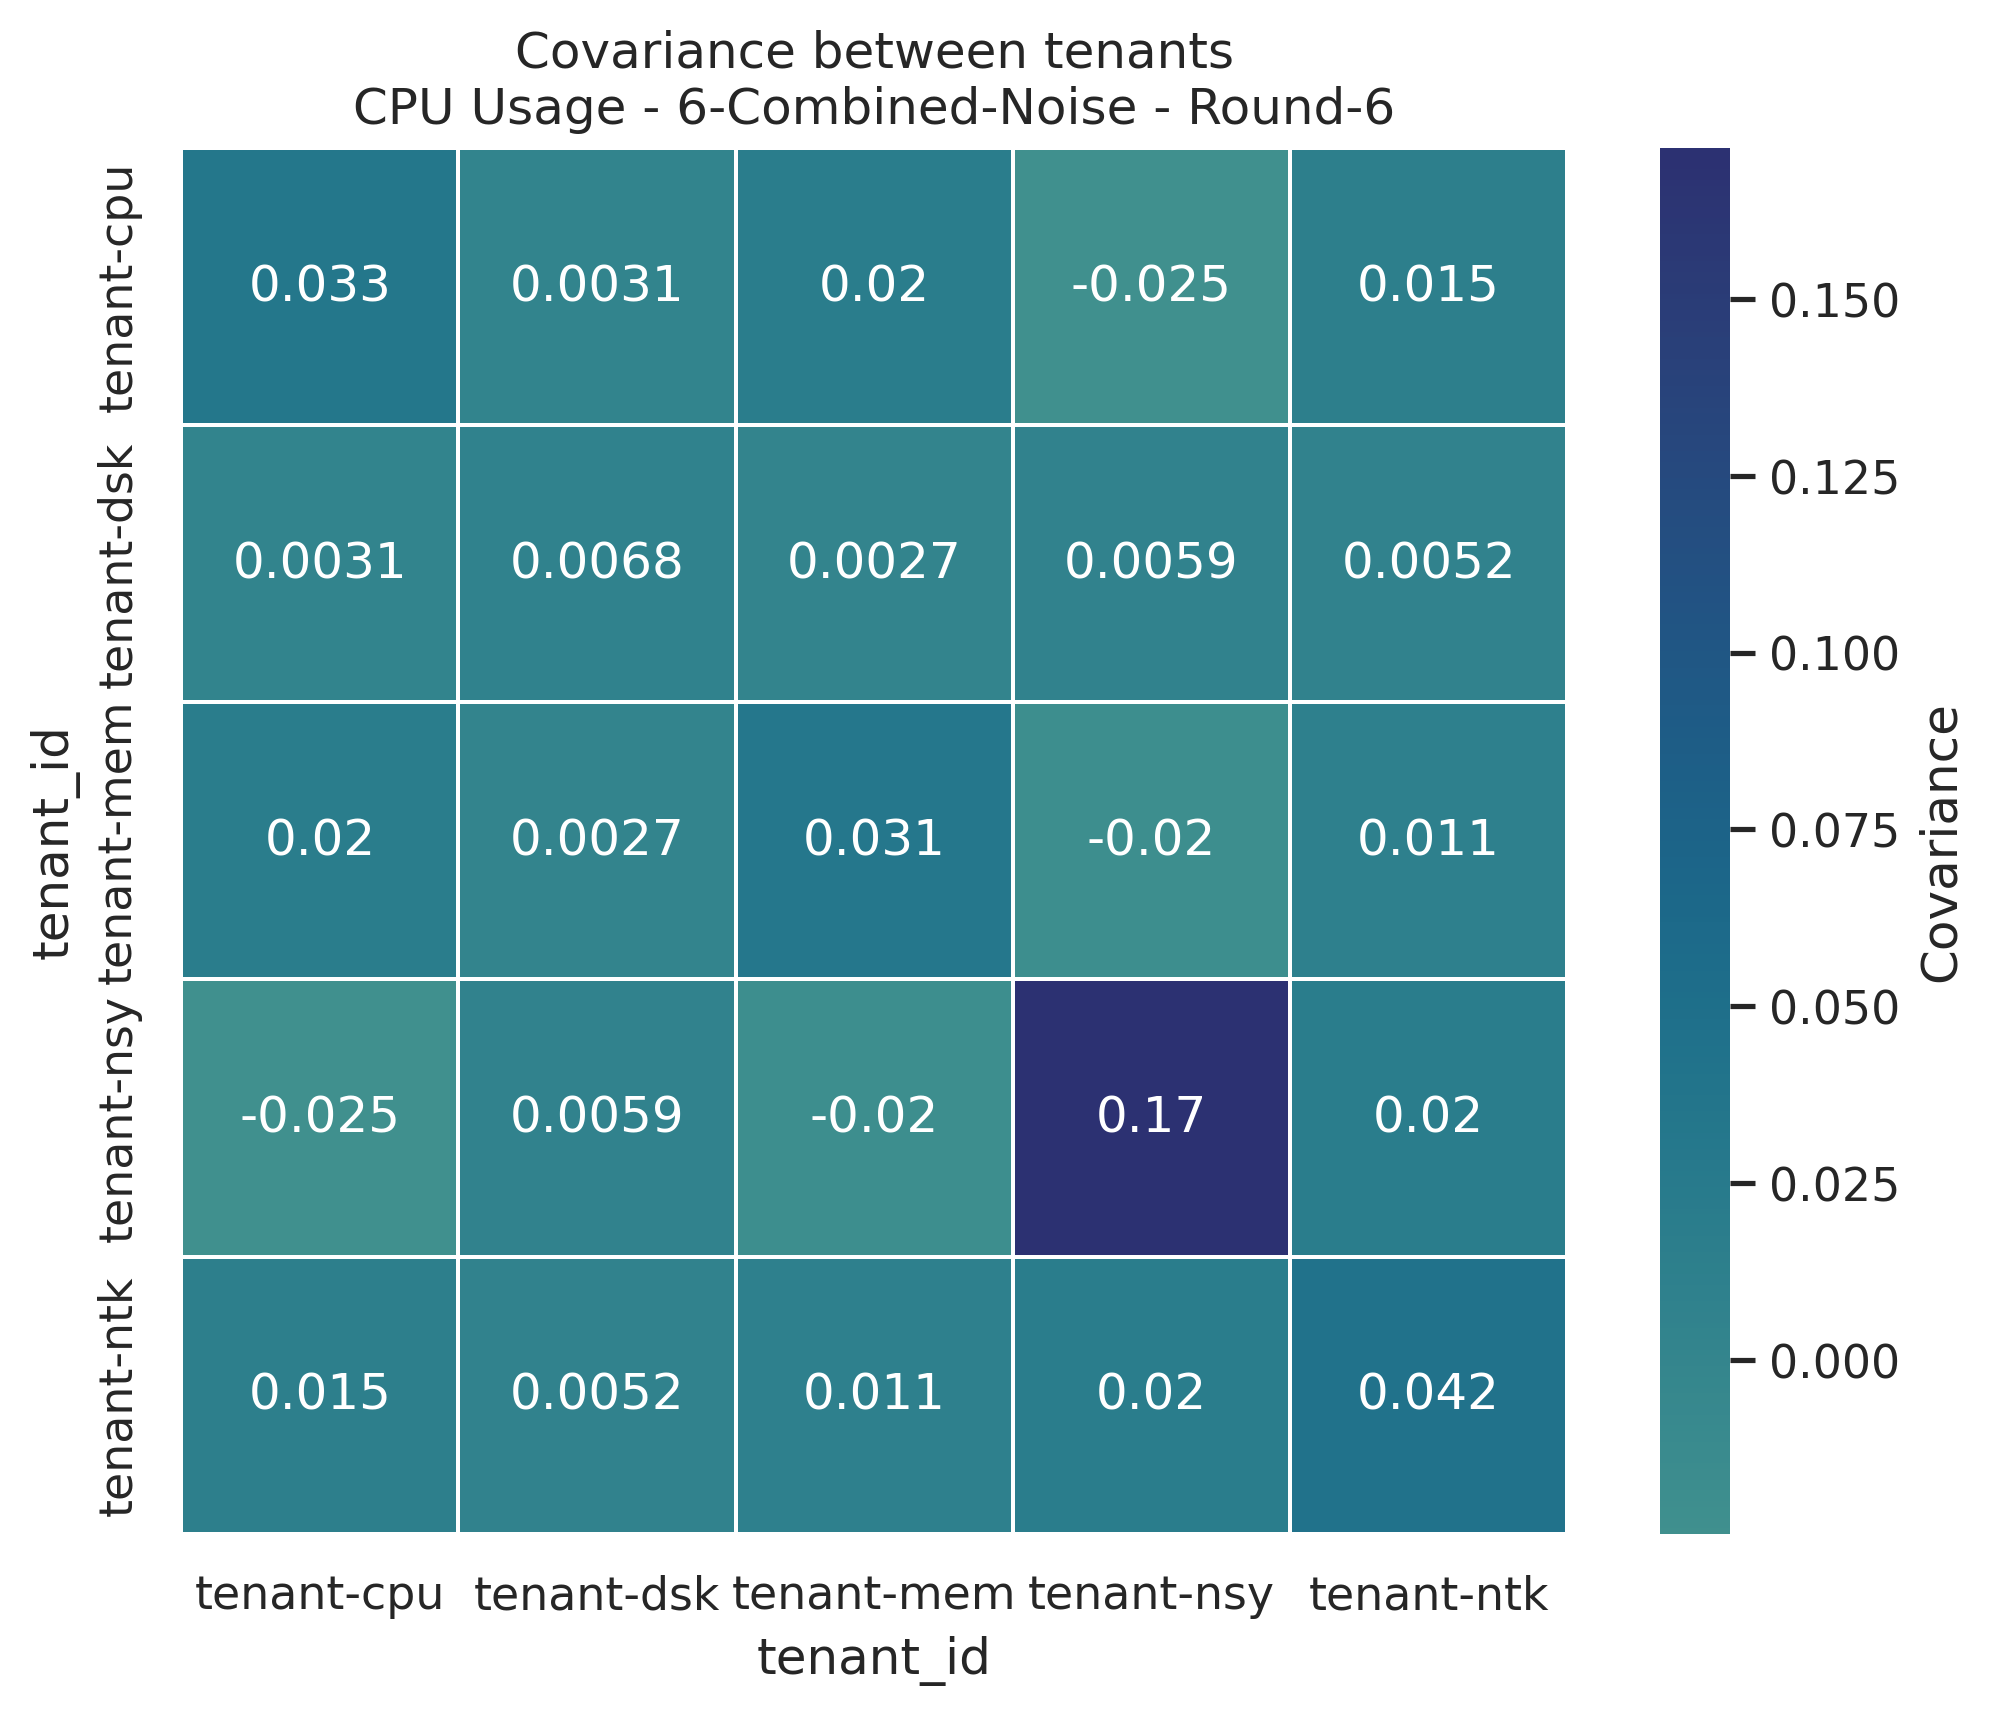 Covariance between tenants
CPU Usage - 6-Combined-Noise - Round-6
tenant_id
tenant-cpu
0.033 0.0031 0.02 -0.025 0.015
tenant-dsk
0.0031 0.0068 0.0027 0.0059 0.0052
tenant-mem
0.02 0.0027 0.031 -0.02 0.011
tenant-nsy
-0.025 0.0059 -0.02 0.17 0.02
tenant-ntk
0.015 0.0052 0.011 0.02 0.042
tenant-cpu tenant-dsk tenant-mem tenant-nsy tenant-ntk
tenant_id
0.150
0.125
0.100
0.075
0.050
0.025
0.000
Covariance